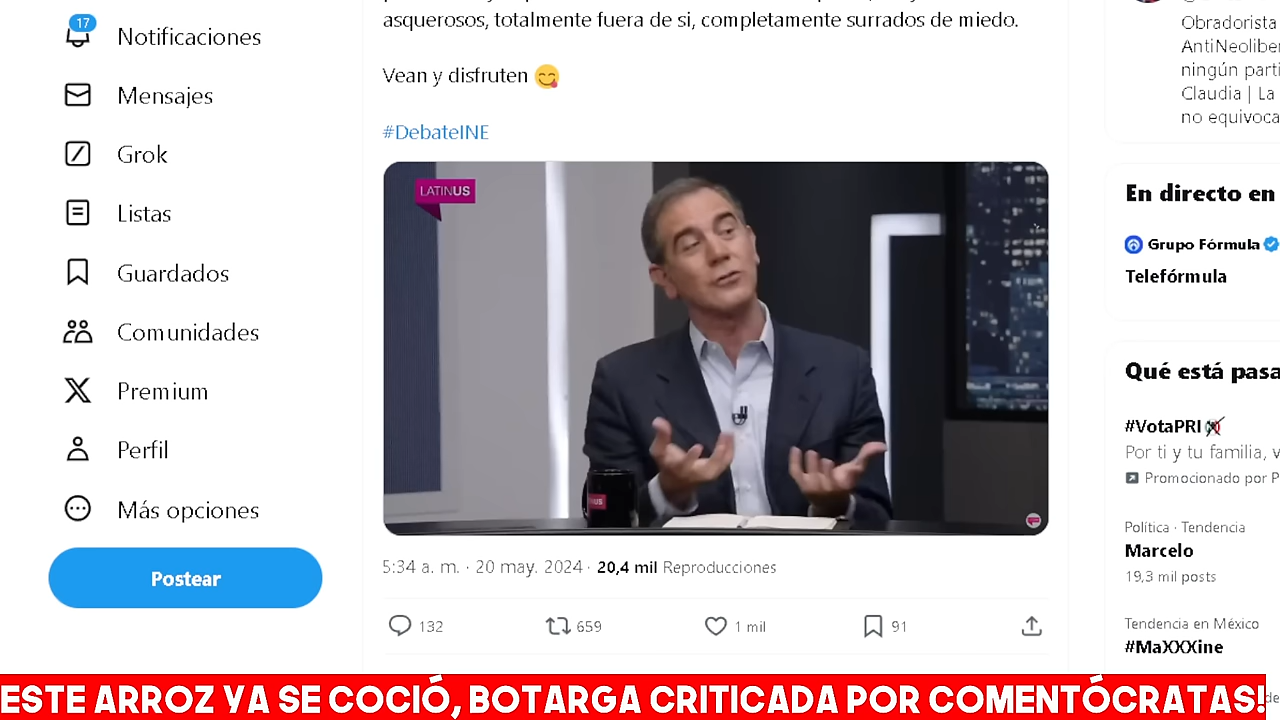 asquerosos, totalmente fuera de si, completamente surrados de miedo.
Vean y disfruten
#DebateINE
17
Notificaciones
Mensajes
Grok
Listas
Guardados
Comunidades
Premium
Perfil
Más opciones
Postear
LATINUS
5:34 a. m. · 20 may. 2024 · 20,4 mil Reproducciones
132
659
1 mil
91
Obradorista
AntiNeoliber
ningún parti
Claudia | La
no equivoca
En directo en
Grupo Fórmula
Telefórmula
Qué está pasa
#VotaPRI
Por ti y tu familia, v
Promocionado por P
Política · Tendencia
Marcelo
19,3 mil posts
Tendencia en México
#MaXXXine
ESTE ARROZ YA SE COCIÓ, BOTARGA CRITICADA POR COMENTÓCRATAS!